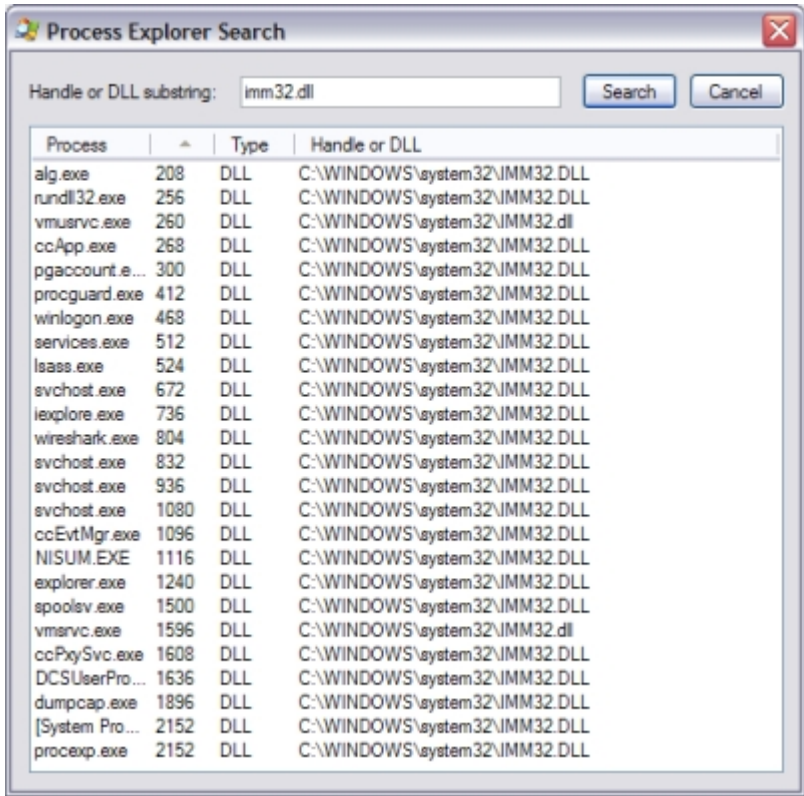 Process Explorer Search
Handle or DLL substring: imm32.dll Search Cancel
Process Type Handle or DLL
alg.exe 208 DLL C:\WINDOWS\system32\IMM32.DLL
rundll32.exe 256 DLL C:\WINDOWS\system32\IMM32.DLL
vmusrvc.exe 260 DLL C:\WINDOWS\system32\IMM32.dll
ccApp.exe 268 DLL C:\WINDOWS\system32\IMM32.DLL
pgaccount.e... 300 DLL C:\WINDOWS\system32\IMM32.DLL
procguard.exe 412 DLL C:\WINDOWS\system32\IMM32.DLL
winlogon.exe 468 DLL C:\WINDOWS\system32\IMM32.DLL
services.exe 512 DLL C:\WINDOWS\system32\IMM32.DLL
lsass.exe 524 DLL C:\WINDOWS\system32\IMM32.DLL
svchost.exe 672 DLL C:\WINDOWS\system32\IMM32.DLL
iexplore.exe 736 DLL C:\WINDOWS\system32\IMM32.DLL
wireshark.exe 804 DLL C:\WINDOWS\system32\IMM32.DLL
svchost.exe 832 DLL C:\WINDOWS\system32\IMM32.DLL
svchost.exe 936 DLL C:\WINDOWS\system32\IMM32.DLL
svchost.exe 1080 DLL C:\WINDOWS\system32\IMM32.DLL
ccEvtMgr.exe 1096 DLL C:\WINDOWS\system32\IMM32.DLL
NISUM.EXE 1116 DLL C:\WINDOWS\system32\IMM32.DLL
explorer.exe 1240 DLL C:\WINDOWS\system32\IMM32.DLL
spoolsv.exe 1500 DLL C:\WINDOWS\system32\IMM32.DLL
vmsrvc.exe 1596 DLL C:\WINDOWS\system32\IMM32.dll
ccPxySvc.exe 1608 DLL C:\WINDOWS\system32\IMM32.DLL
DCSUserPro... 1636 DLL C:\WINDOWS\system32\IMM32.DLL
dumpcap.exe 1896 DLL C:\WINDOWS\system32\IMM32.DLL
[System Pro... 2152 DLL C:\WINDOWS\system32\IMM32.DLL
procexp.exe 2152 DLL C:\WINDOWS\system32\IMM32.DLL